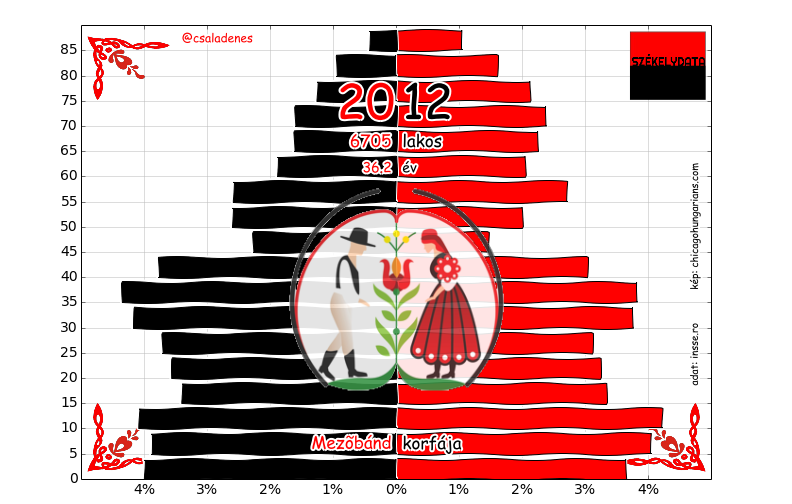 @csaladenes
SZÉKELYDATA
2012
6705 lakos
36,2 év
kép: chicagohungarians.com
adat: insse.ro
Mezõbánd korfája
85
80
75
70
65
60
55
50
45
40
35
30
25
20
15
10
5
0
4% 3% 2% 1% 0% 1% 2% 3% 4%